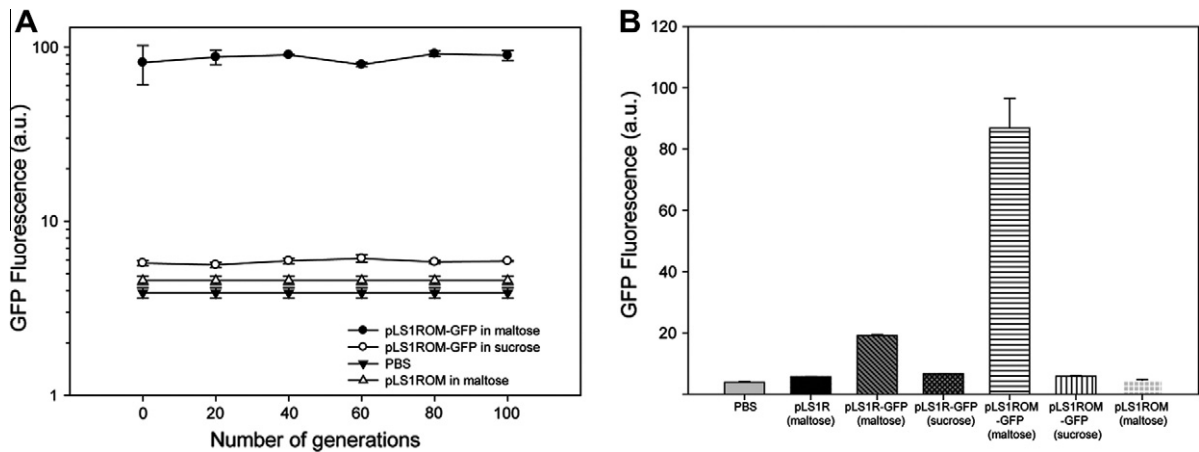 A
GFP Fluorescence (a.u.)
100
10
1
pLS1ROM-GFP in maltose
pLS1ROM-GFP in sucrose
PBS
pLS1ROM in maltose
0 20 40 60 80 100
Number of generations
B
GFP Fluorescence (a.u.)
120
100
80
60
40
20
PBS
pLS1R
(maltose)
pLS1R-GFP
(maltose)
pLS1R-GFP
(sucrose)
pLS1ROM
-GFP
(maltose)
pLS1ROM
-GFP
(sucrose)
pLS1ROM
(maltose)